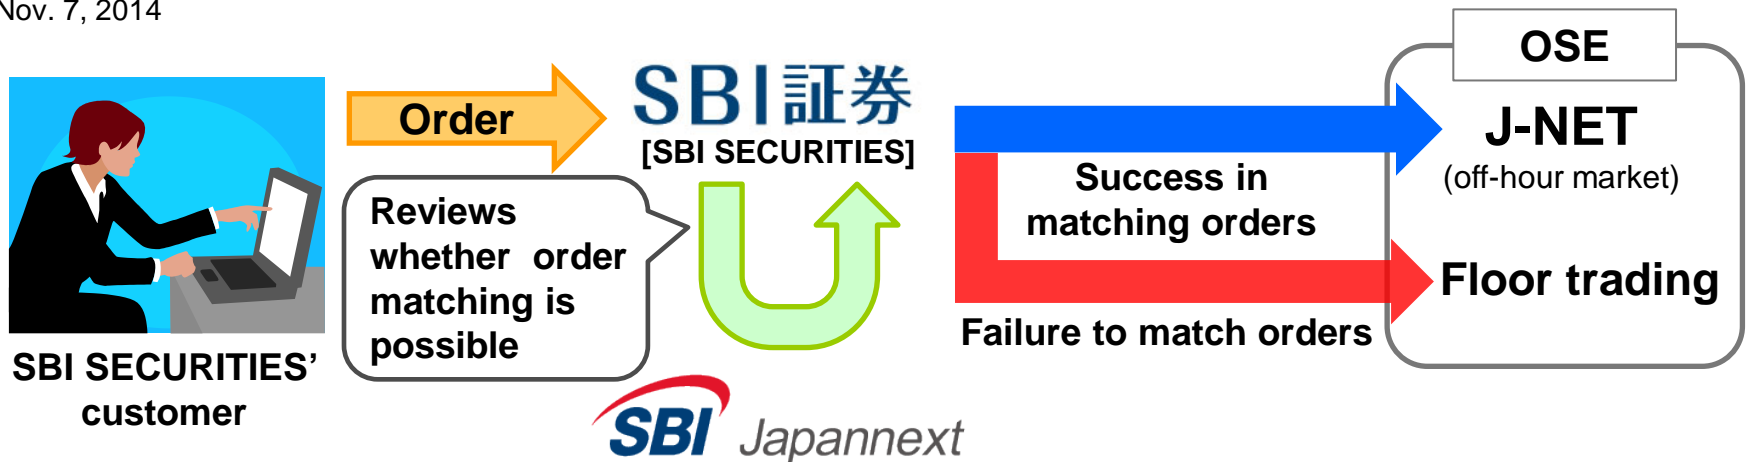 Nov. 7, 2014
OSE
Order
SBI証券
[SBI SECURITIES]
J-NET
(off-hour market)
Success in
matching orders
Reviews
whether order
matching is
possible
Floor trading
Failure to match orders
SBI SECURITIES’
customer
SBI Japannext